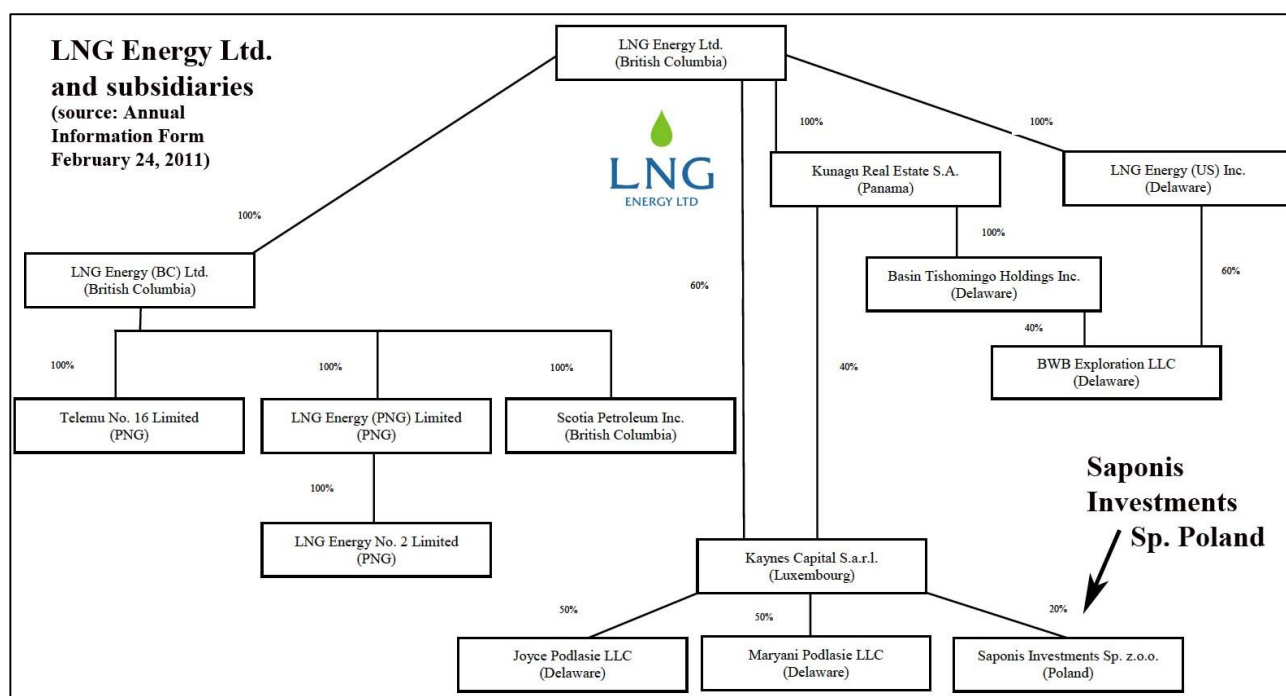 LNG Energy Ltd.
and subsidiaries
(source: Annual
Information Form
February 24, 2011)
LNG Energy Ltd.
(British Columbia)
LNG
ENERGY LTD
100%
100%
100%
Kunagu Real Estate S.A.
(Panama)
LNG Energy (US) Inc.
(Delaware)
LNG Energy (BC) Ltd.
(British Columbia)
100%
60%
60%
Basin Tishomingo Holdings Inc.
(Delaware)
40%
BWB Exploration LLC
(Delaware)
100%
100%
100%
40%
Telemu No. 16 Limited
(PNG)
LNG Energy (PNG) Limited
(PNG)
Scotia Petroleum Inc.
(British Columbia)
100%
LNG Energy No. 2 Limited
(PNG)
Saponis
Investments
Sp. Poland
Kaynes Capital S.a.r.l.
(Luxembourg)
50%
50%
20%
Joyce Podlasie LLC
(Delaware)
Maryani Podlasie LLC
(Delaware)
Saponis Investments Sp. z.o.o.
(Poland)